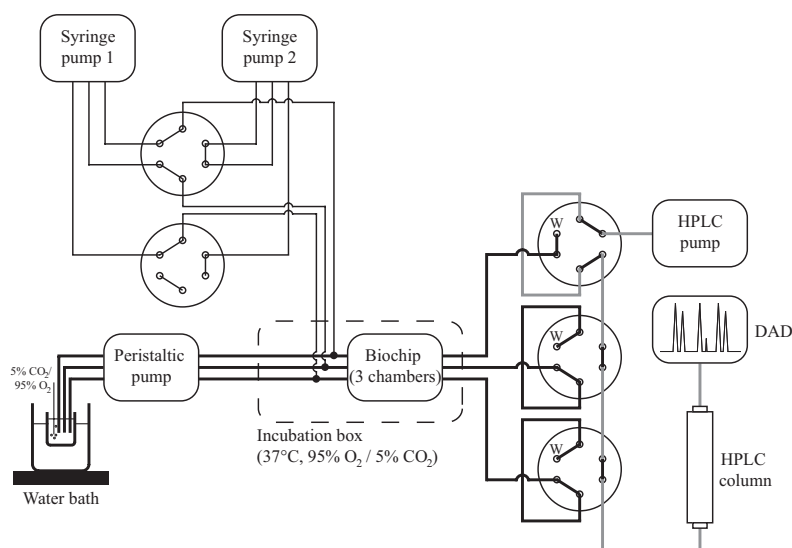 Syringe
pump 1
Syringe
pump 2
W
HPLC
pump
Peristaltic
pump
Biochip
(3 chambers)
W
DAD
5% CO₂/
95% O₂
Incubation box
(37°C, 95% O₂ / 5% CO₂)
W
HPLC
column
Water bath